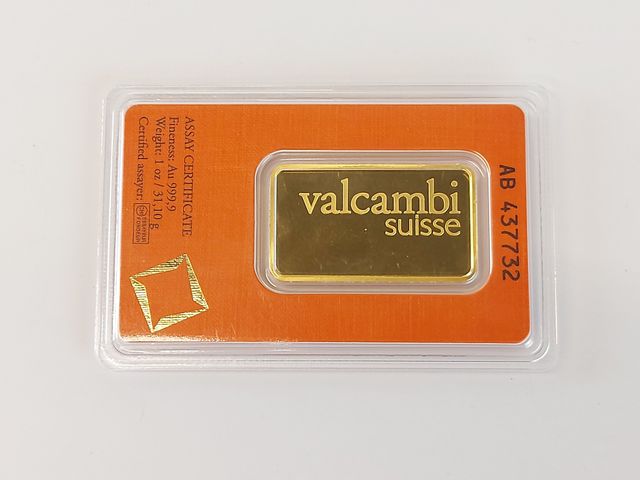 ASSAY CERTIFICATE
Fineness: Au 999,9
Weight: 1 oz / 31,10 g
Certified assayer:
valcambi
suisse
AB 437732